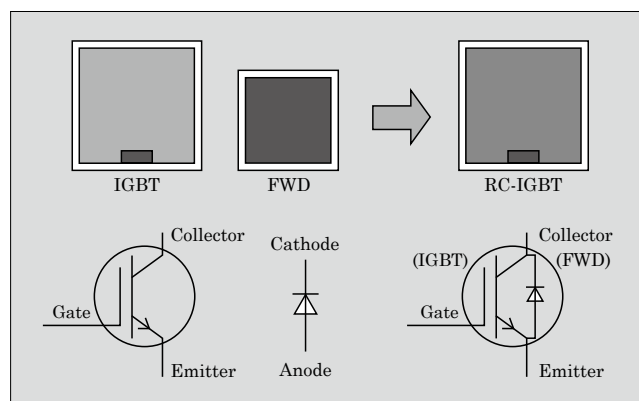 IGBT
FWD
RC-IGBT
Collector
Gate
Emitter
Cathode
Anode
Collector
(IGBT)
(FWD)
Gate
Emitter